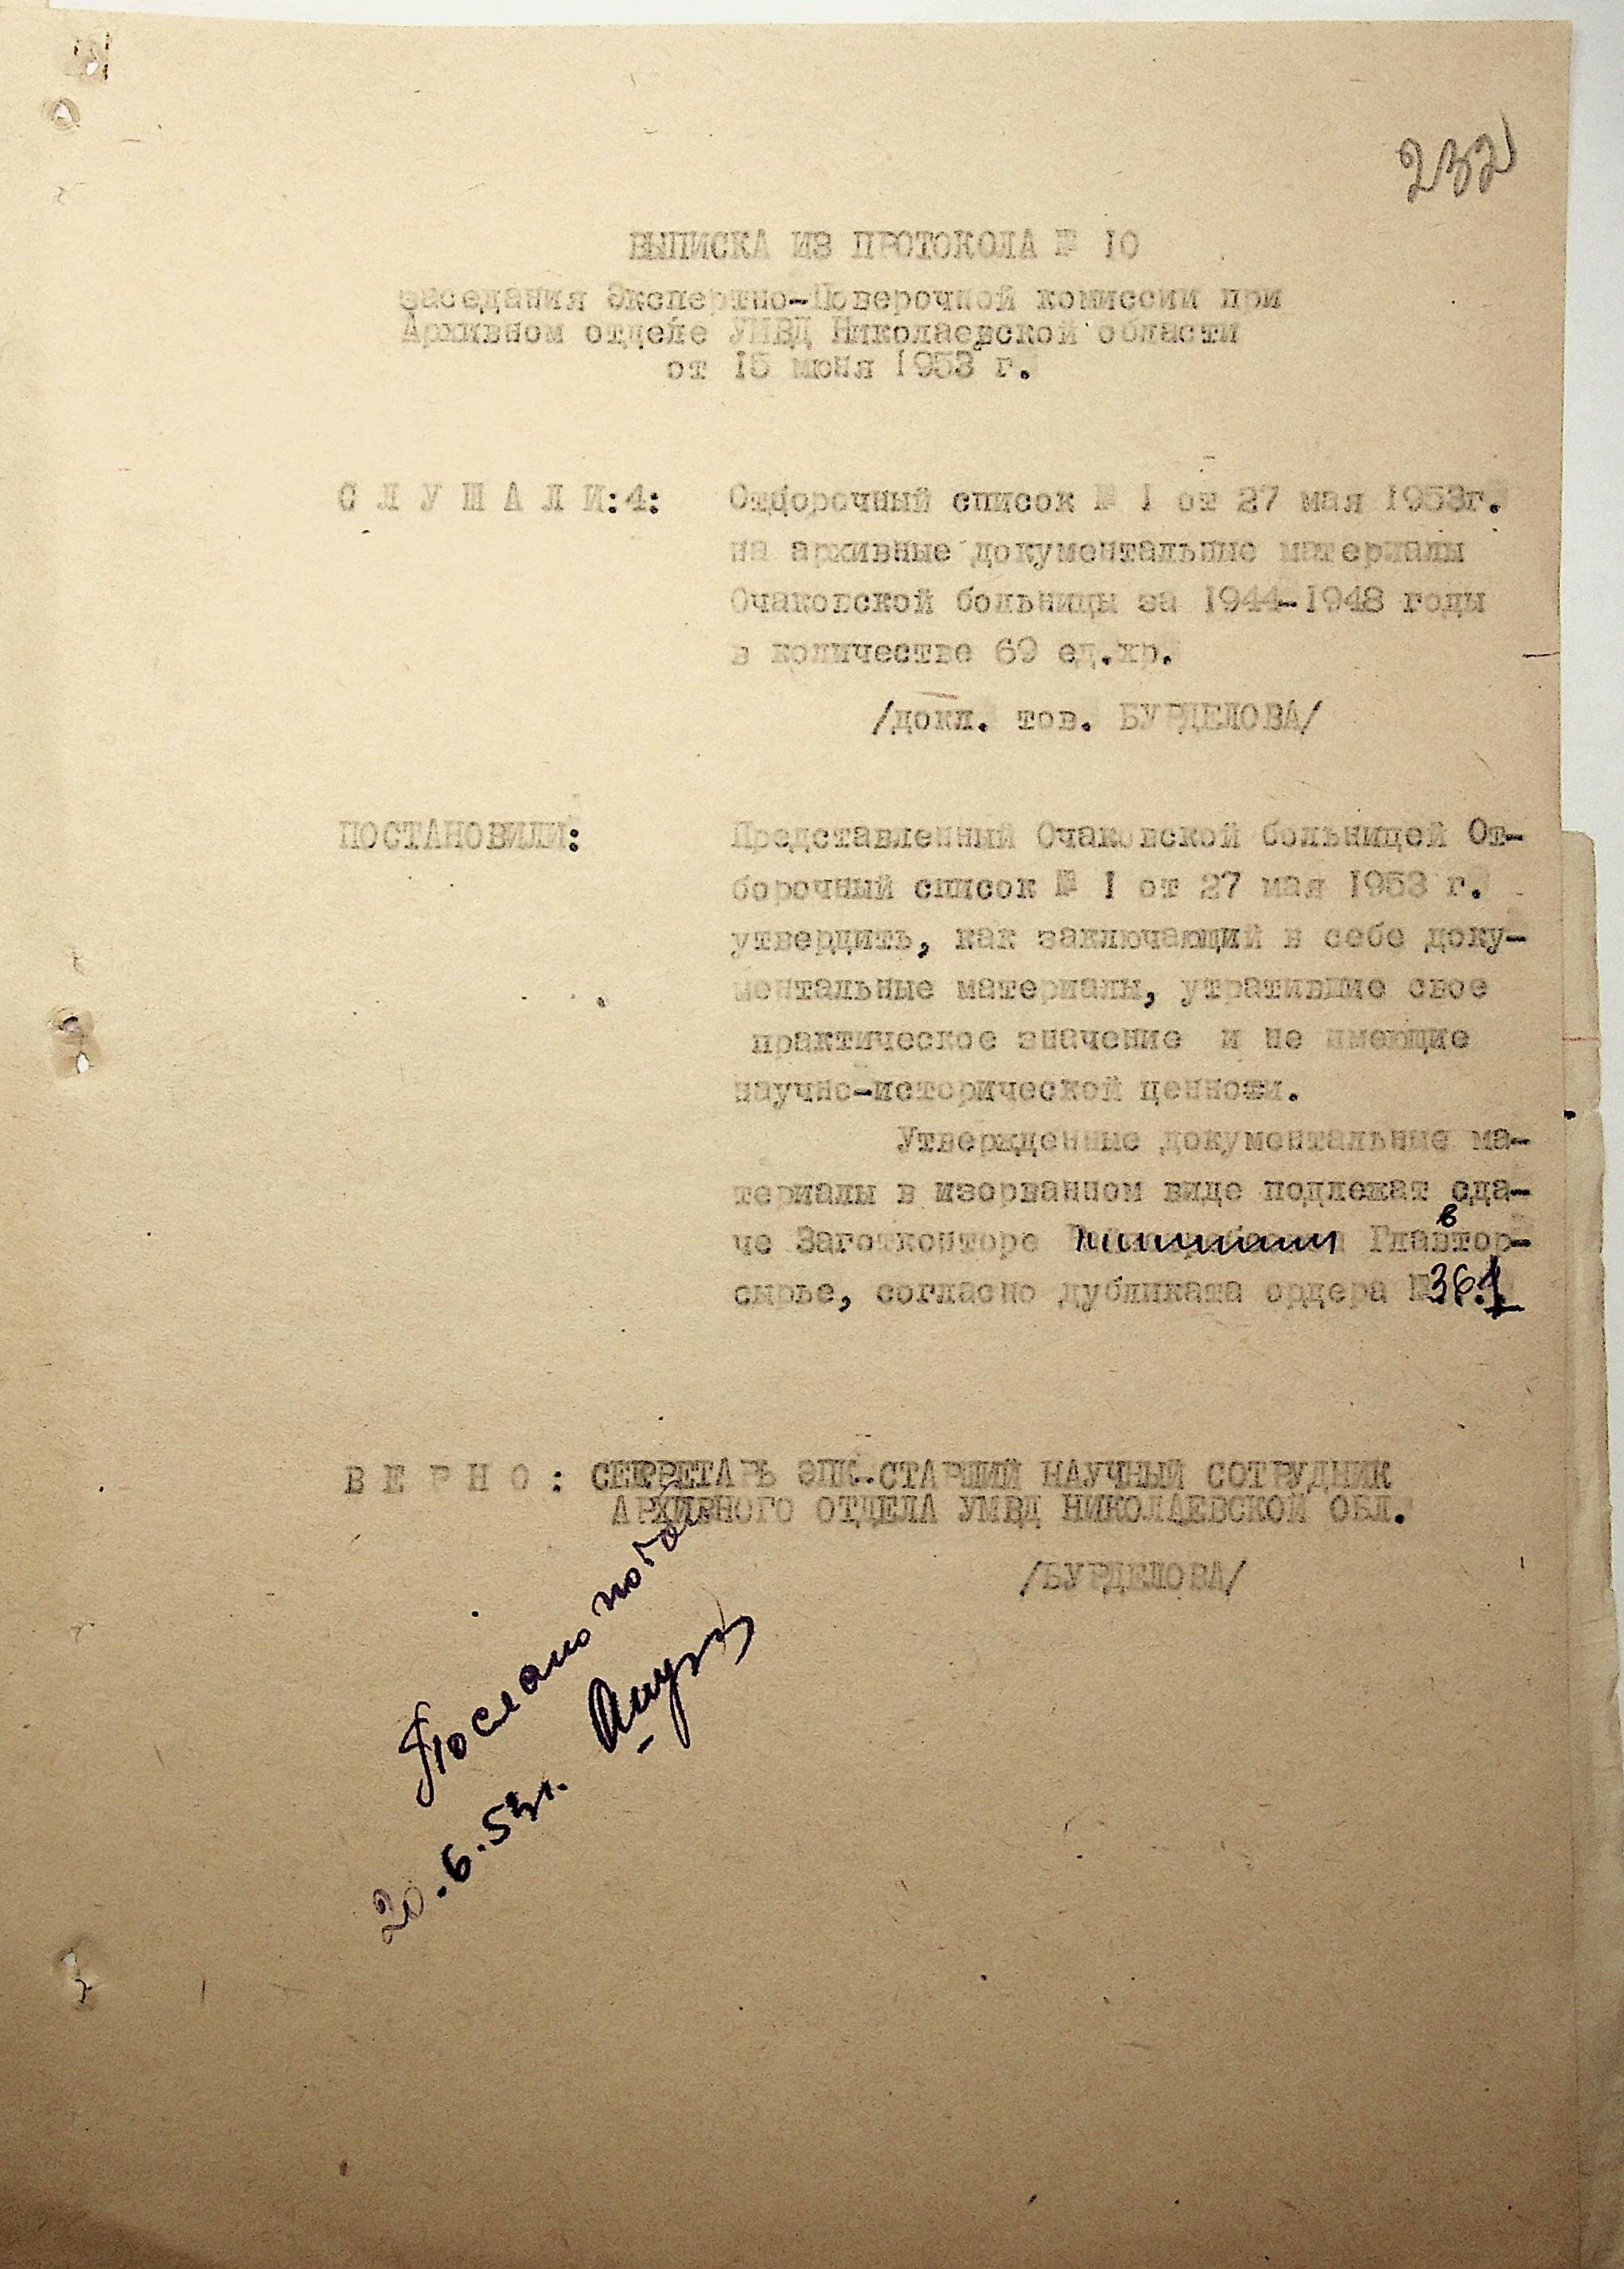 232
ВЫПИСКА ИЗ ПРОТОКОЛА № 10
заседания Экспертно-Поверочной комиссии при
Архивном отделе УМВД Николаевской области
от 15 июня 1953 г.
С Л У Ш А Л И:4: Отборочный список № 1 от 27 мая 1953г.
на архивные документальные материалы
Очаковской больницы за 1944-1948 годы
в количестве 69 ед.хр.
/докл. тов. БУРДЕЛОВА/
ПОСТАНОВИЛИ: Представленный Очаковской больницей От-
борочный список № 1 от 27 мая 1953 г.
утвердить, как заключающий в себе доку-
ментальные материалы, утратившие свое
практическое значение и не имеющие
научно-исторической ценности.
Утвержденные документальные ма-
териалы в изорванном виде подлежат сда-
че Заготконторе Главвтор-
сырье, согласно дубликата ордера № 361
В Е Р Н О : СЕКРЕТАРЬ ЭПК-СТАРШИЙ НАУЧНЫЙ СОТРУДНИК
АРХИВНОГО ОТДЕЛА УМВД НИКОЛАЕВСКОЙ ОБЛ.
/БУРДЕЛОВА/
Послано
20.6.53г.